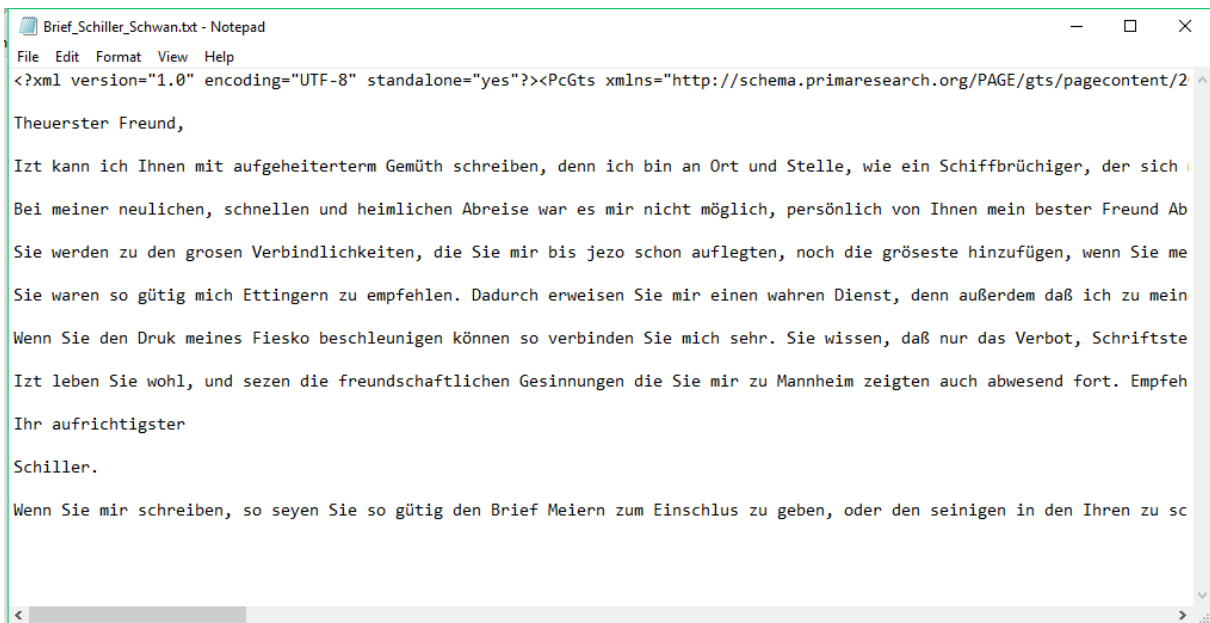 Brief_Schiller_Schwan.txt - Notepad
File Edit Format View Help
<?xml version="1.0" encoding="UTF-8" standalone="yes"?><PcGts xmlns="http://schema.primaresearch.org/PAGE/gts/pagecontent/2
Theuerster Freund,
Izt kann ich Ihnen mit aufgeheiterterm Gemüth schreiben, denn ich bin an Ort und Stelle, wie ein Schiffbrüchiger, der sich
Bei meiner neulichen, schnellen und heimlichen Abreise war es mir nicht möglich, persönlich von Ihnen mein bester Freund Ab
Sie werden zu den grosen Verbindlichkeiten, die Sie mir bis jezo schon auflegten, noch die gröseste hinzufügen, wenn Sie me
Sie waren so gütig mich Ettingern zu empfehlen. Dadurch erweisen Sie mir einen wahren Dienst, denn außerdem daß ich zu mein
Wenn Sie den Druk meines Fiesko beschleunigen können so verbinden Sie mich sehr. Sie wissen, daß nur das Verbot, Schriftste
Izt leben Sie wohl, und sezen die freundschaftlichen Gesinnungen die Sie mir zu Mannheim zeigten auch abwesend fort. Empfeh
Ihr aufrichtigster
Schiller.
Wenn Sie mir schreiben, so seyen Sie so gütig den Brief Meiern zum Einschlus zu geben, oder den seinigen in den Ihren zu sc